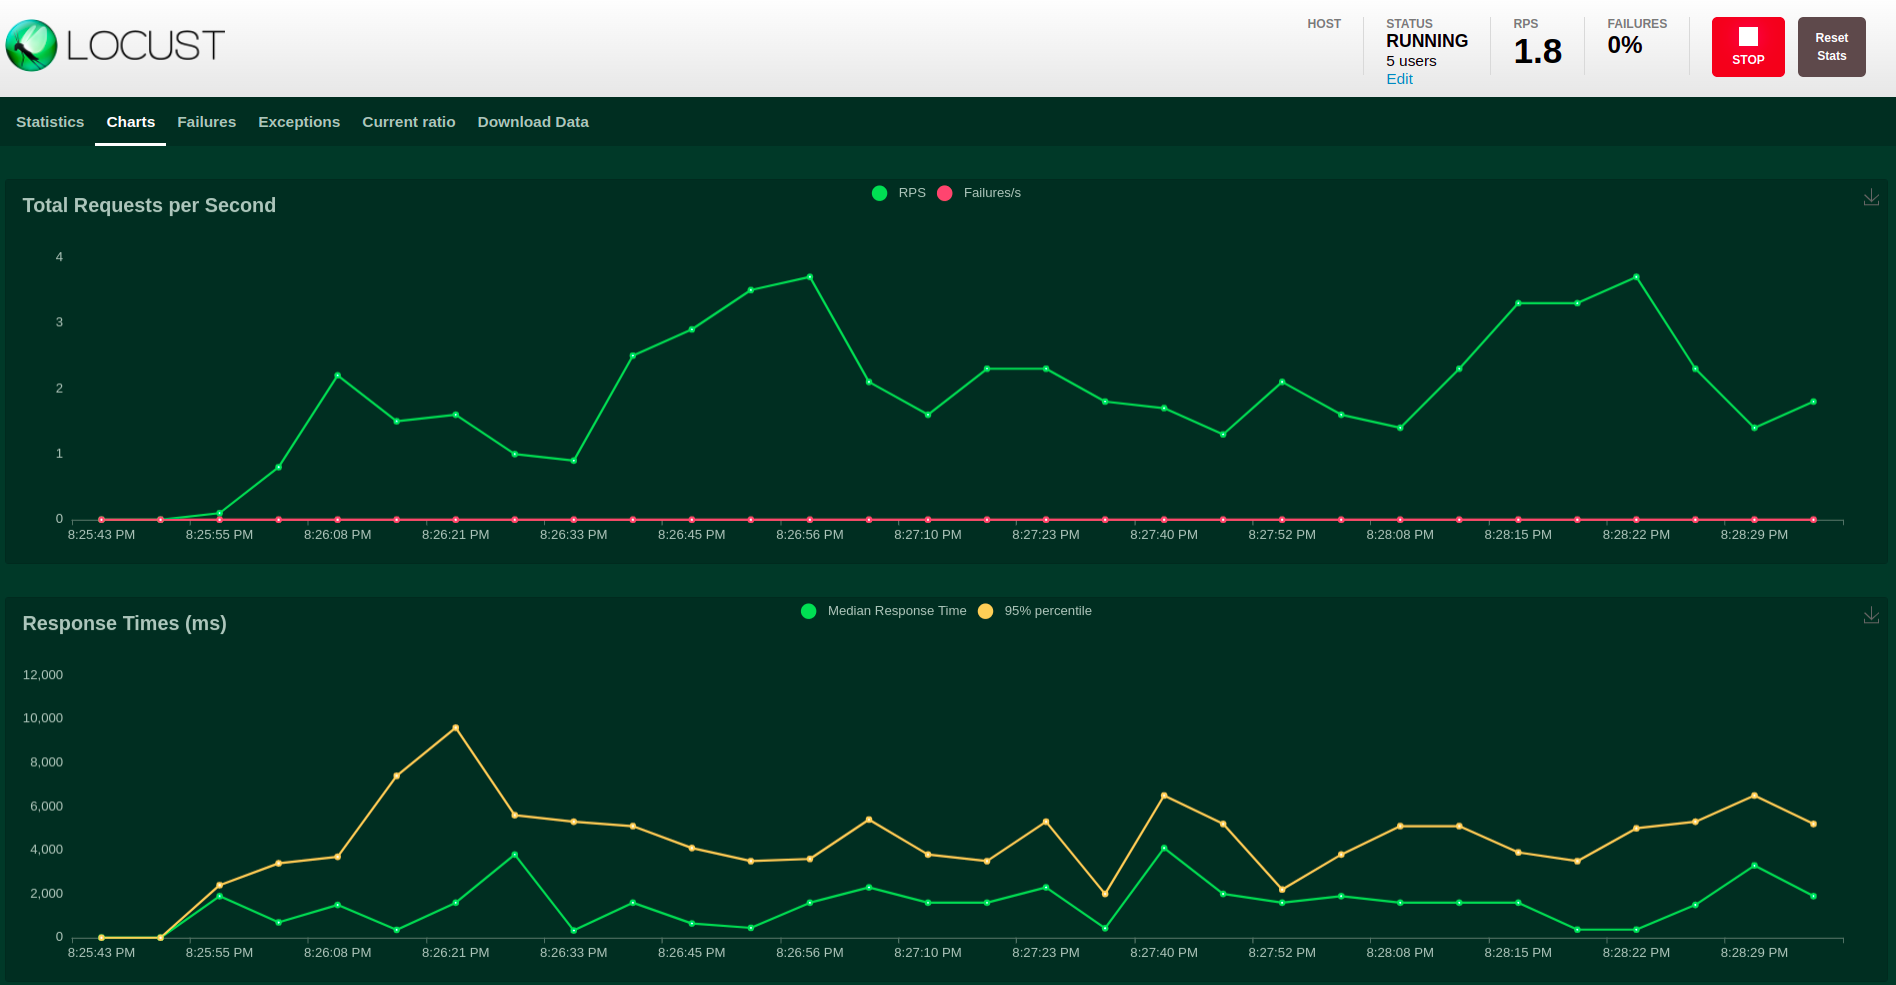 LOCUST
HOST
STATUS
RUNNING
5 users
Edit
RPS
1.8
FAILURES
0%
STOP
Reset
Stats
Statistics Charts Failures Exceptions Current ratio Download Data
Total Requests per Second
RPS Failures/s
4
3
2
1
0
8:25:43 PM 8:25:55 PM 8:26:08 PM 8:26:21 PM 8:26:33 PM 8:26:45 PM 8:26:56 PM 8:27:10 PM 8:27:23 PM 8:27:40 PM 8:27:52 PM 8:28:08 PM 8:28:15 PM 8:28:22 PM 8:28:29 PM
Response Times (ms)
Median Response Time 95% percentile
12,000
10,000
8,000
6,000
4,000
2,000
0
8:25:43 PM 8:25:55 PM 8:26:08 PM 8:26:21 PM 8:26:33 PM 8:26:45 PM 8:26:56 PM 8:27:10 PM 8:27:23 PM 8:27:40 PM 8:27:52 PM 8:28:08 PM 8:28:15 PM 8:28:22 PM 8:28:29 PM